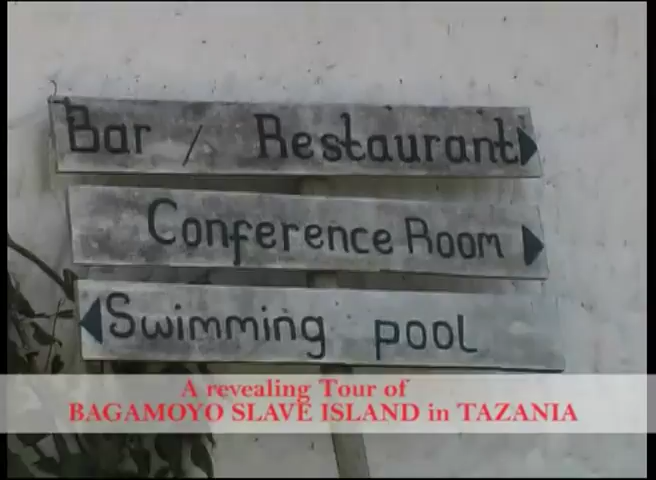 Bar / Restaurant
Conference Room
Swimming pool
A revealing Tour of
BAGAMOYO SLAVE ISLAND in TAZANIA